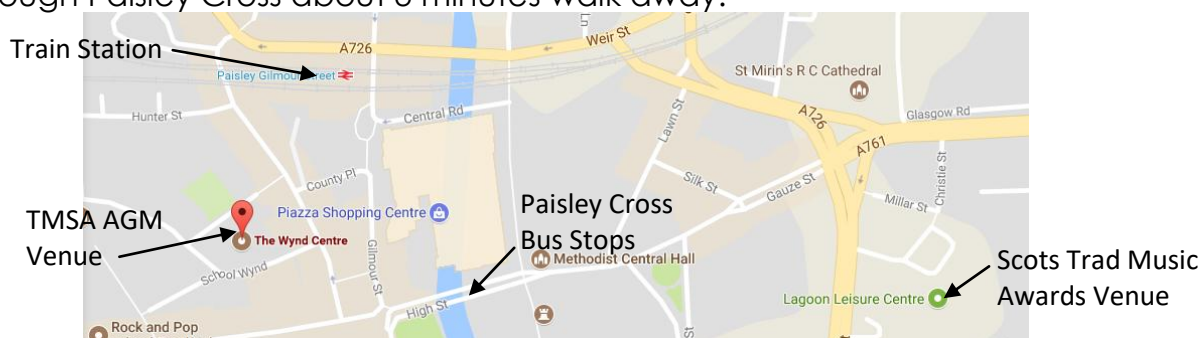 ough Paisley Cross about 6 minutes walk away.
Train Station
A726
Weir St
Paisley Gilmour Street
St Mirin's R C Cathedral
Hunter St
Central Rd
Lawn St
A726
Glasgow Rd
A761
County Pl
Silk St
Gauze St
Christie St
Millar St
TMSA AGM
Venue
The Wynd Centre
Piazza Shopping Centre
Paisley Cross
Bus Stops
Methodist Central Hall
School Wynd
Gilmour St
High St
Lagoon Leisure Centre
Scots Trad Music
Awards Venue
Rock and Pop